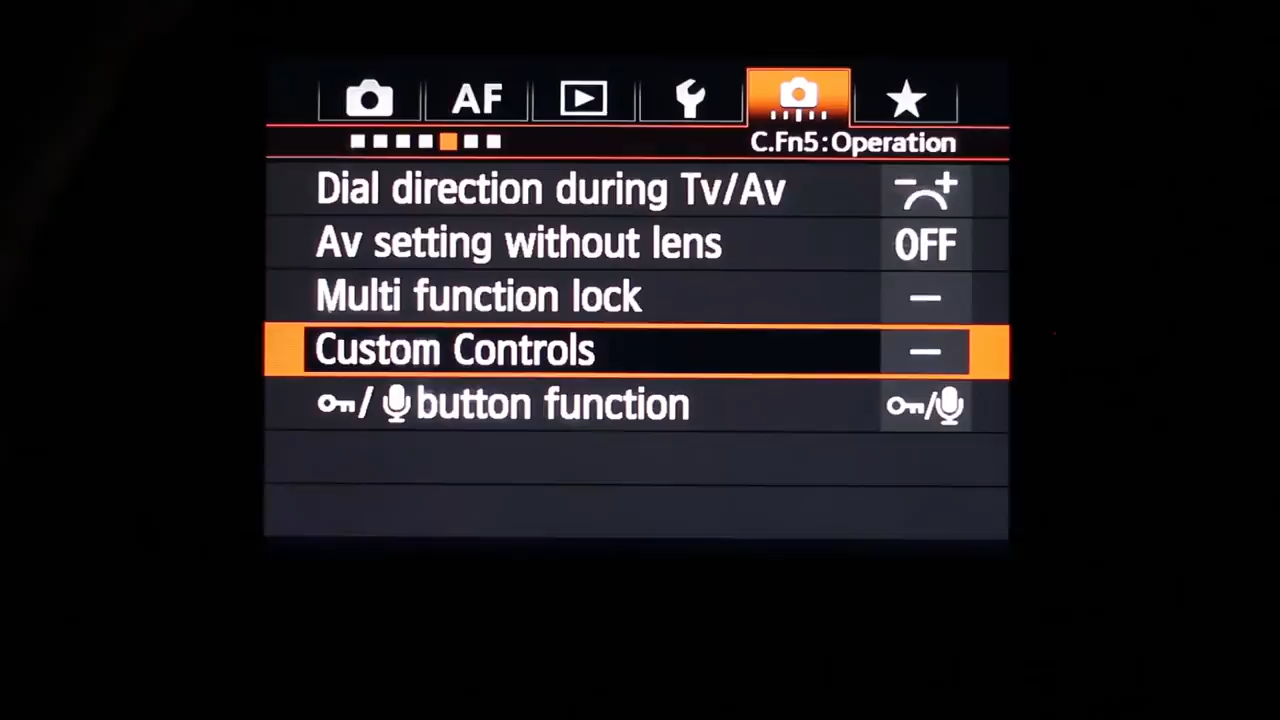 AF
C.Fn5:Operation
Dial direction during Tv/Av
Av setting without lens OFF
Multi function lock
Custom Controls
/ button function /